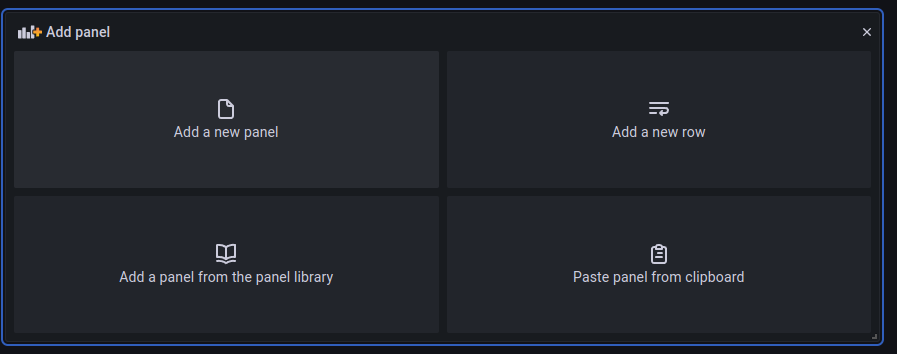 Add panel
Add a new panel
Add a new row
Add a panel from the panel library
Paste panel from clipboard